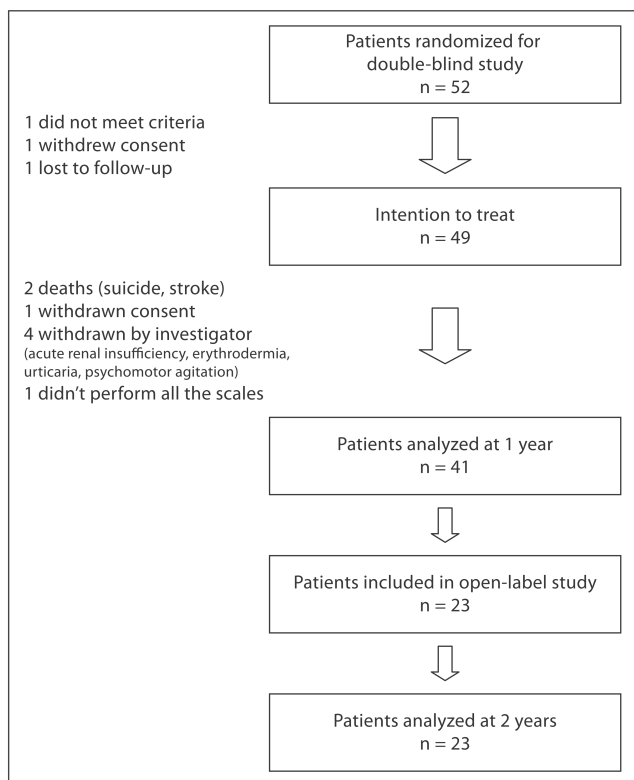 Patients randomized for
double-blind study
n = 52
1 did not meet criteria
1 withdrew consent
1 lost to follow-up
Intention to treat
n = 49
2 deaths (suicide, stroke)
1 withdrawn consent
4 withdrawn by investigator
(acute renal insufficiency, erythrodermia,
urticaria, psychomotor agitation)
1 didn’t perform all the scales
Patients analyzed at 1 year
n = 41
Patients included in open-label study
n = 23
Patients analyzed at 2 years
n = 23